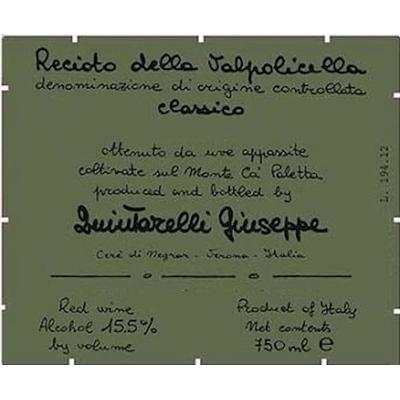 Recioto della Valpolicella
denominazione di origine controllata
classico
ottenuto da uve appassite
coltivate sul Monte Ca' Paletta
produced and bottled by
Quintarelli Giuseppe
Cerè di Negrar - Verona - Italia
Red wine
Alcohol 15.5%
by volume
Product of Italy
Net contents
750 ml e
L. 194.12